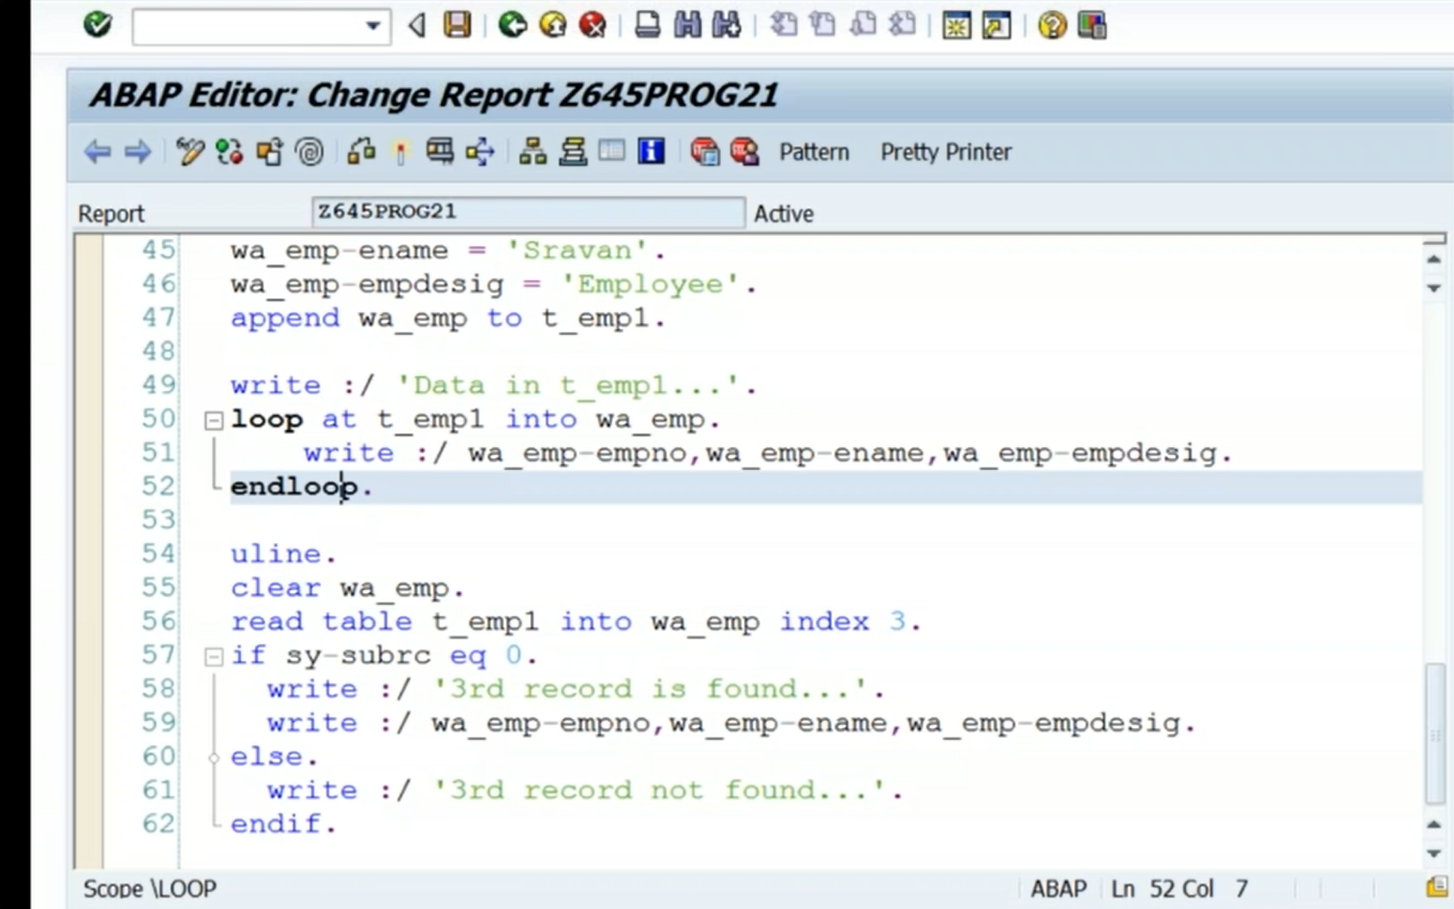 ABAP Editor: Change Report Z645PROG21
Pattern Pretty Printer
Report Z645PROG21 Active
45 wa_emp-ename = 'Sravan'.
46 wa_emp-empdesig = 'Employee'.
47 append wa_emp to t_emp1.
48
49 write :/ 'Data in t_emp1...'.
50 loop at t_emp1 into wa_emp.
51 write :/ wa_emp-empno,wa_emp-ename,wa_emp-empdesig.
52 endloop.
53
54 uline.
55 clear wa_emp.
56 read table t_emp1 into wa_emp index 3.
57 if sy-subrc eq 0.
58 write :/ '3rd record is found...'.
59 write :/ wa_emp-empno,wa_emp-ename,wa_emp-empdesig.
60 else.
61 write :/ '3rd record not found...'.
62 endif.
Scope \LOOP ABAP Ln 52 Col 7